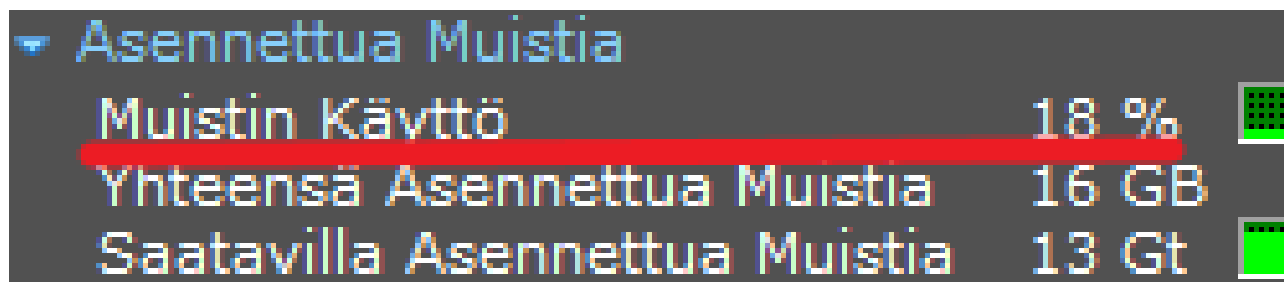 Asennettua Muistia
Muistin Käyttö 18 %
Yhteensä Asennettua Muistia 16 GB
Saatavilla Asennettua Muistia 13 Gt